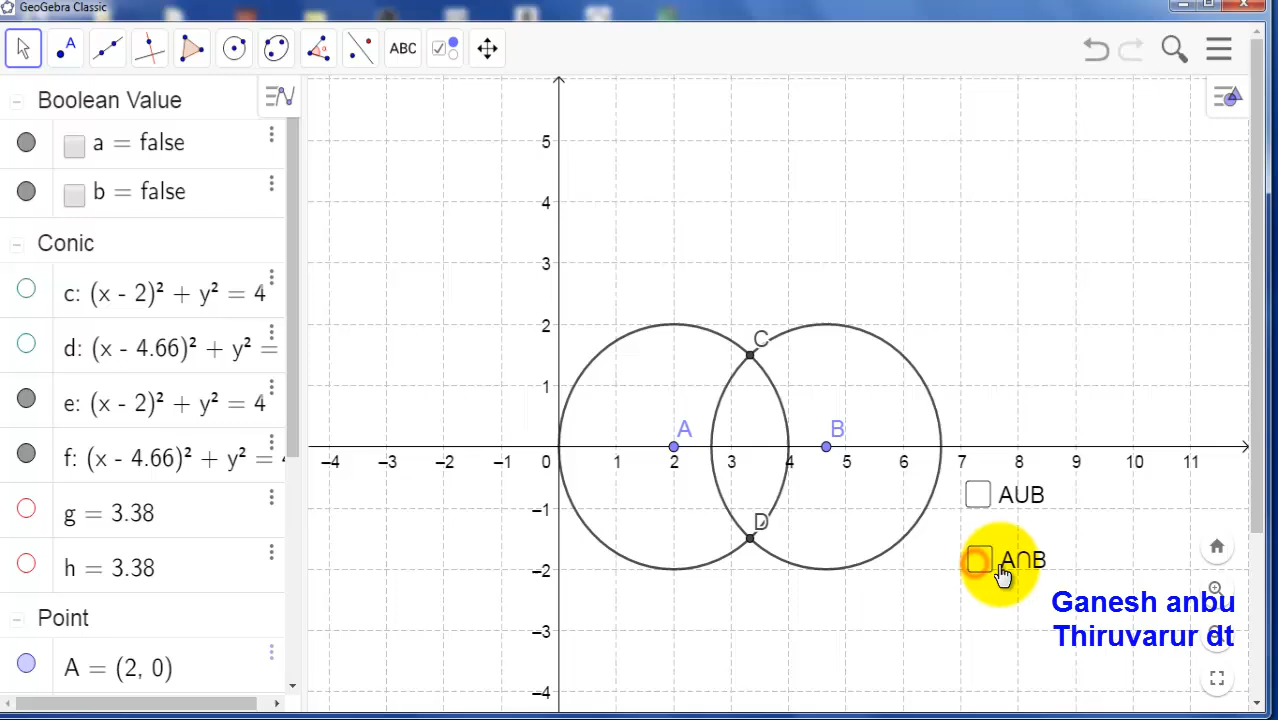 GeoGebra Classic
ABC
Boolean Value
a = false
b = false
Conic
c: (x - 2)² + y² = 4
d: (x - 4.66)² + y² =
e: (x - 2)² + y² = 4
f: (x - 4.66)² + y² = 4
g = 3.38
h = 3.38
Point
A = (2, 0)
5
4
3
2
1
−1
−2
−3
−4
−4 −3 −2 −1 0 1 2 3 4 5 6 7 8 9 10 11
C
A
B
D
AUB
A∩B
Ganesh anbu
Thiruvarur dt